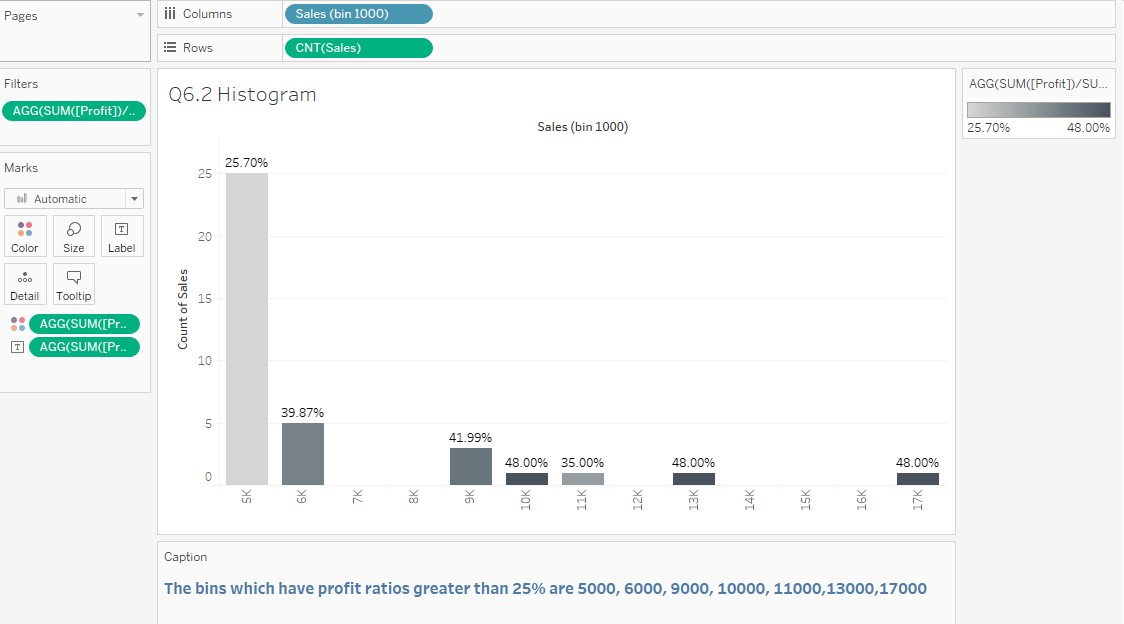 Pages
Columns
Sales (bin 1000)
Rows
CNT(Sales)
Filters
AGG(SUM([Profit])/..
Marks
Automatic
Color
Size
Label
Detail
Tooltip
AGG(SUM([Pr..
AGG(SUM([Pr..
Q6.2 Histogram
Sales (bin 1000)
Count of Sales
25
20
15
10
5
0
25.70%
39.87%
41.99%
48.00%
35.00%
48.00%
48.00%
5K
6K
7K
8K
9K
10K
11K
12K
13K
14K
15K
16K
17K
AGG(SUM([Profit])/SU...
25.70%
48.00%
Caption
The bins which have profit ratios greater than 25% are 5000, 6000, 9000, 10000, 11000,13000,17000